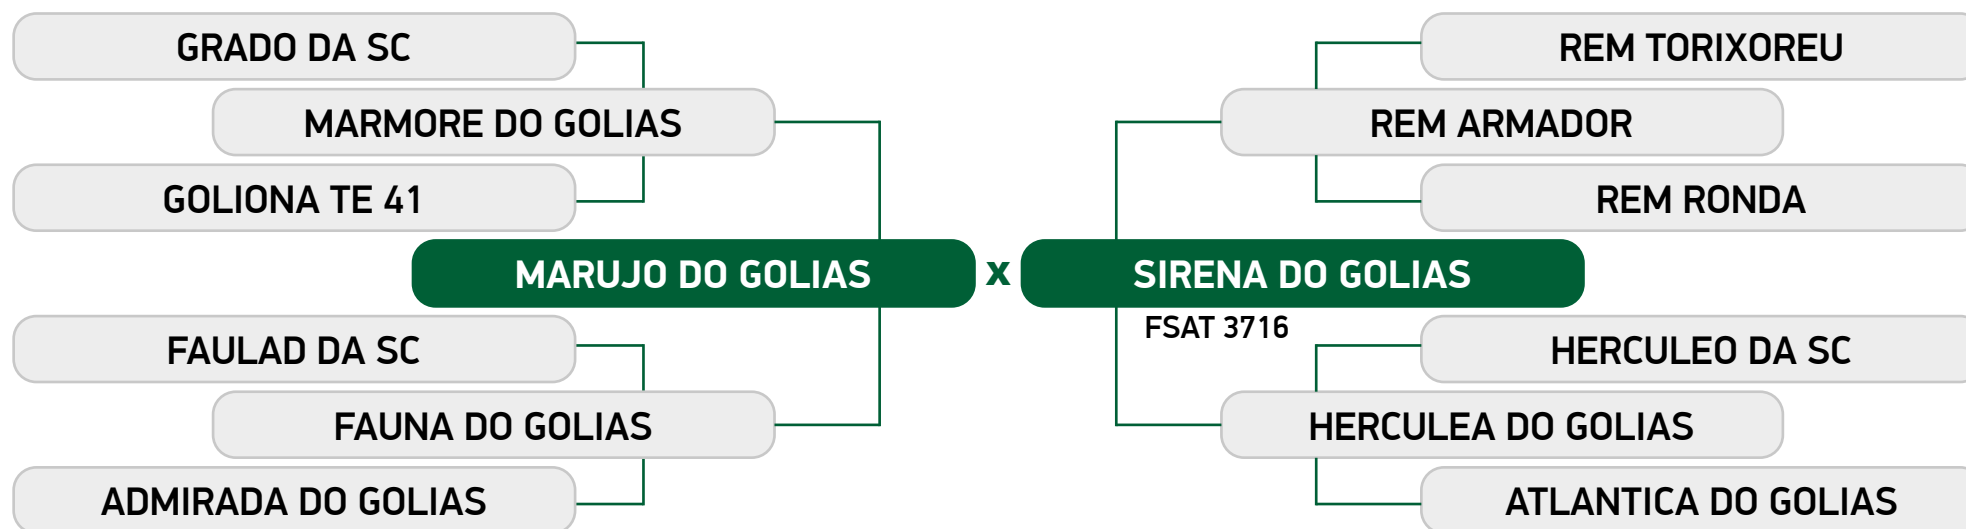 GRADO DA SC
REM TORIXOREU
MARMORE DO GOLIAS
REM ARMADOR
GOLIONA TE 41
REM RONDA
MARUJO DO GOLIAS x SIRENA DO GOLIAS
FSAT 3716
FAULAD DA SC
HERCULEO DA SC
FAUNA DO GOLIAS
HERCULEA DO GOLIAS
ADMIRADA DO GOLIAS
ATLANTICA DO GOLIAS